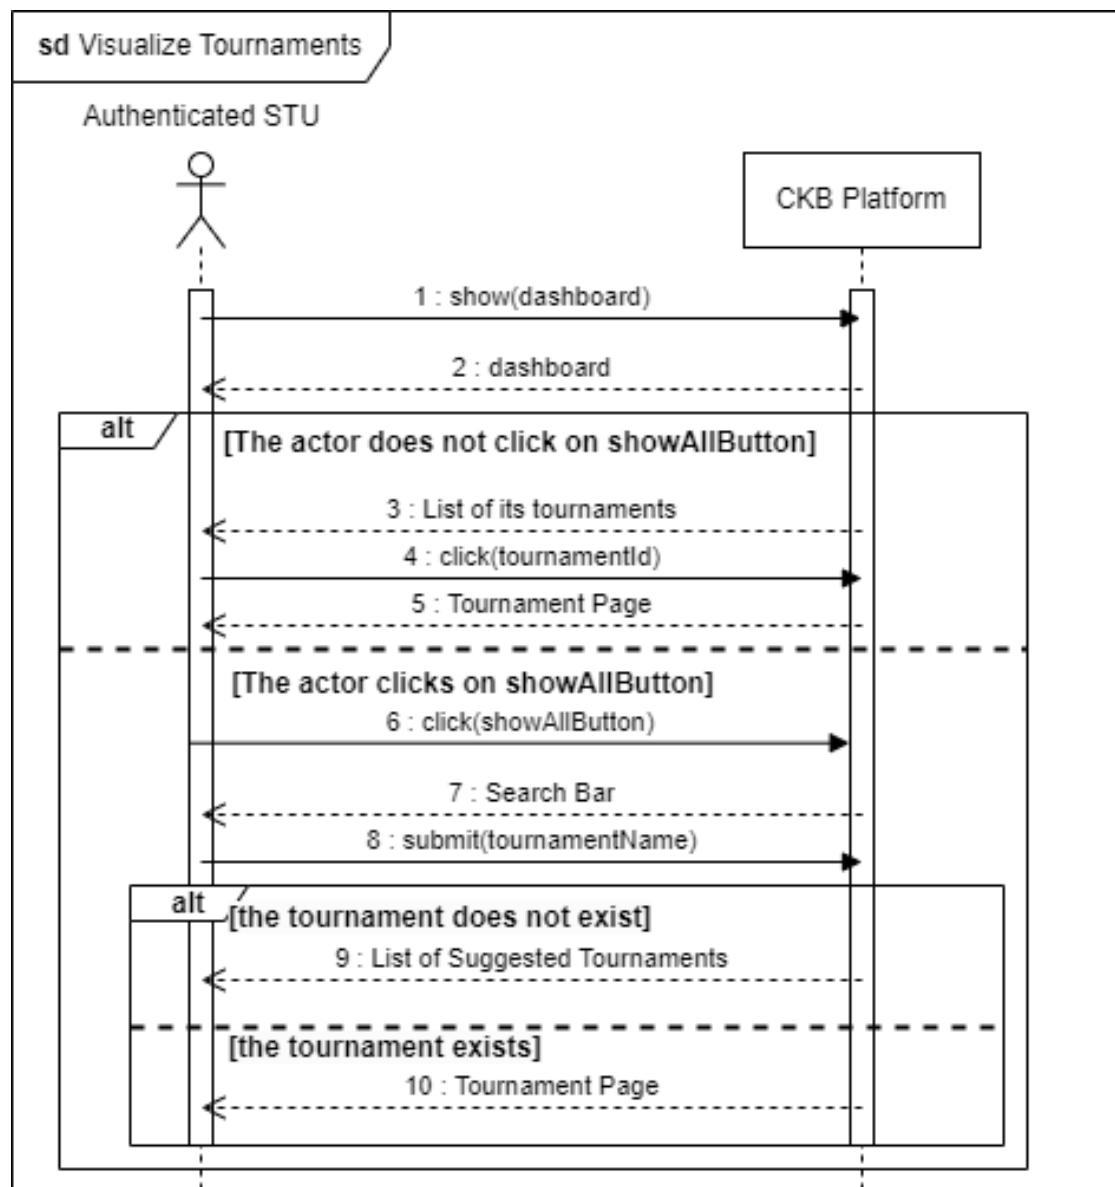 sd Visualize Tournaments
Authenticated STU
CKB Platform
1 : show(dashboard)
2 : dashboard
alt
[The actor does not click on showAllButton]
3 : List of its tournaments
4 : click(tournamentId)
5 : Tournament Page
[The actor clicks on showAllButton]
6 : click(showAllButton)
7 : Search Bar
8 : submit(tournamentName)
alt
[the tournament does not exist]
9 : List of Suggested Tournaments
[the tournament exists]
10 : Tournament Page